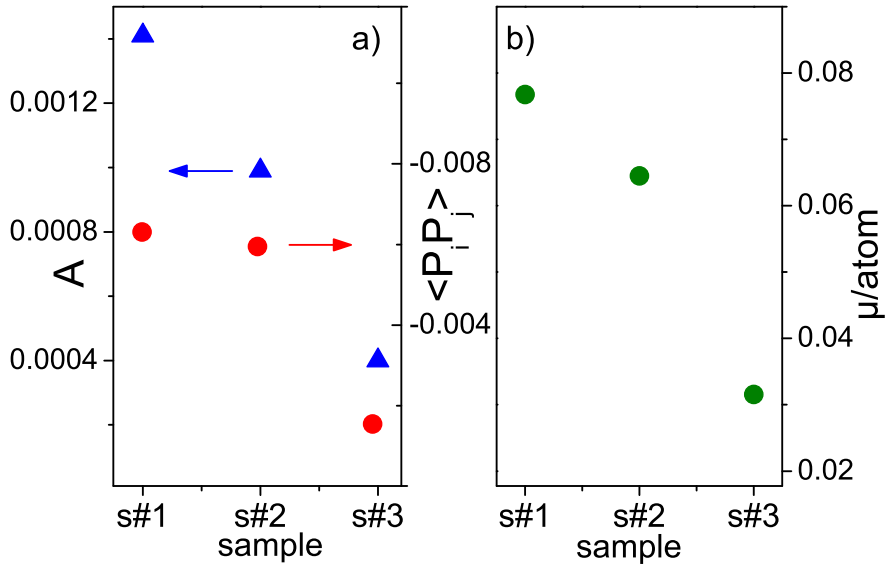 a)
b)
0.0012
0.0008
0.0004
A
-0.008
-0.004
<PiPj>
s#1
s#2
s#3
sample
0.08
0.06
0.04
0.02
μ/atom
s#1
s#2
s#3
sample